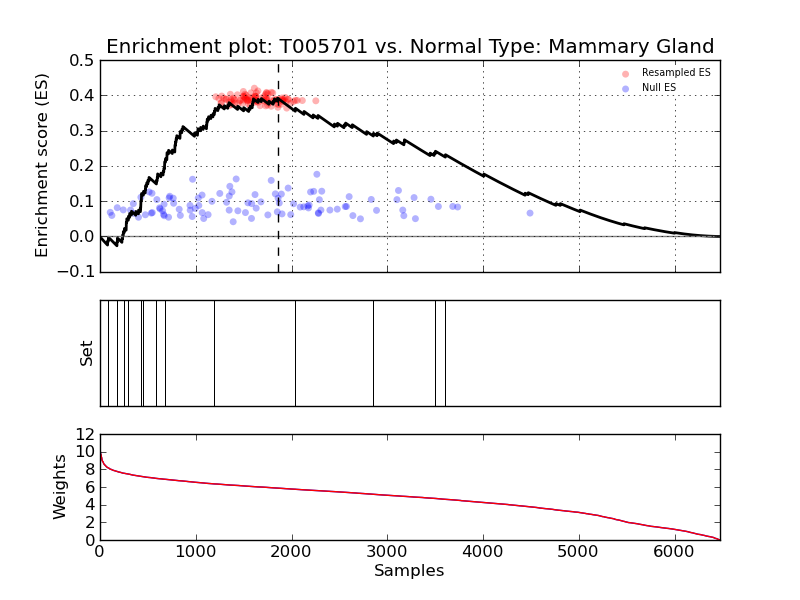 Enrichment plot: T005701 vs. Normal Type: Mammary Gland
Enrichment score (ES)
0.5
0.4
0.3
0.2
0.1
0.0
−0.1
Resampled ES
Null ES
Set
Weights
12
10
8
6
4
2
0
0 1000 2000 3000 4000 5000 6000
Samples